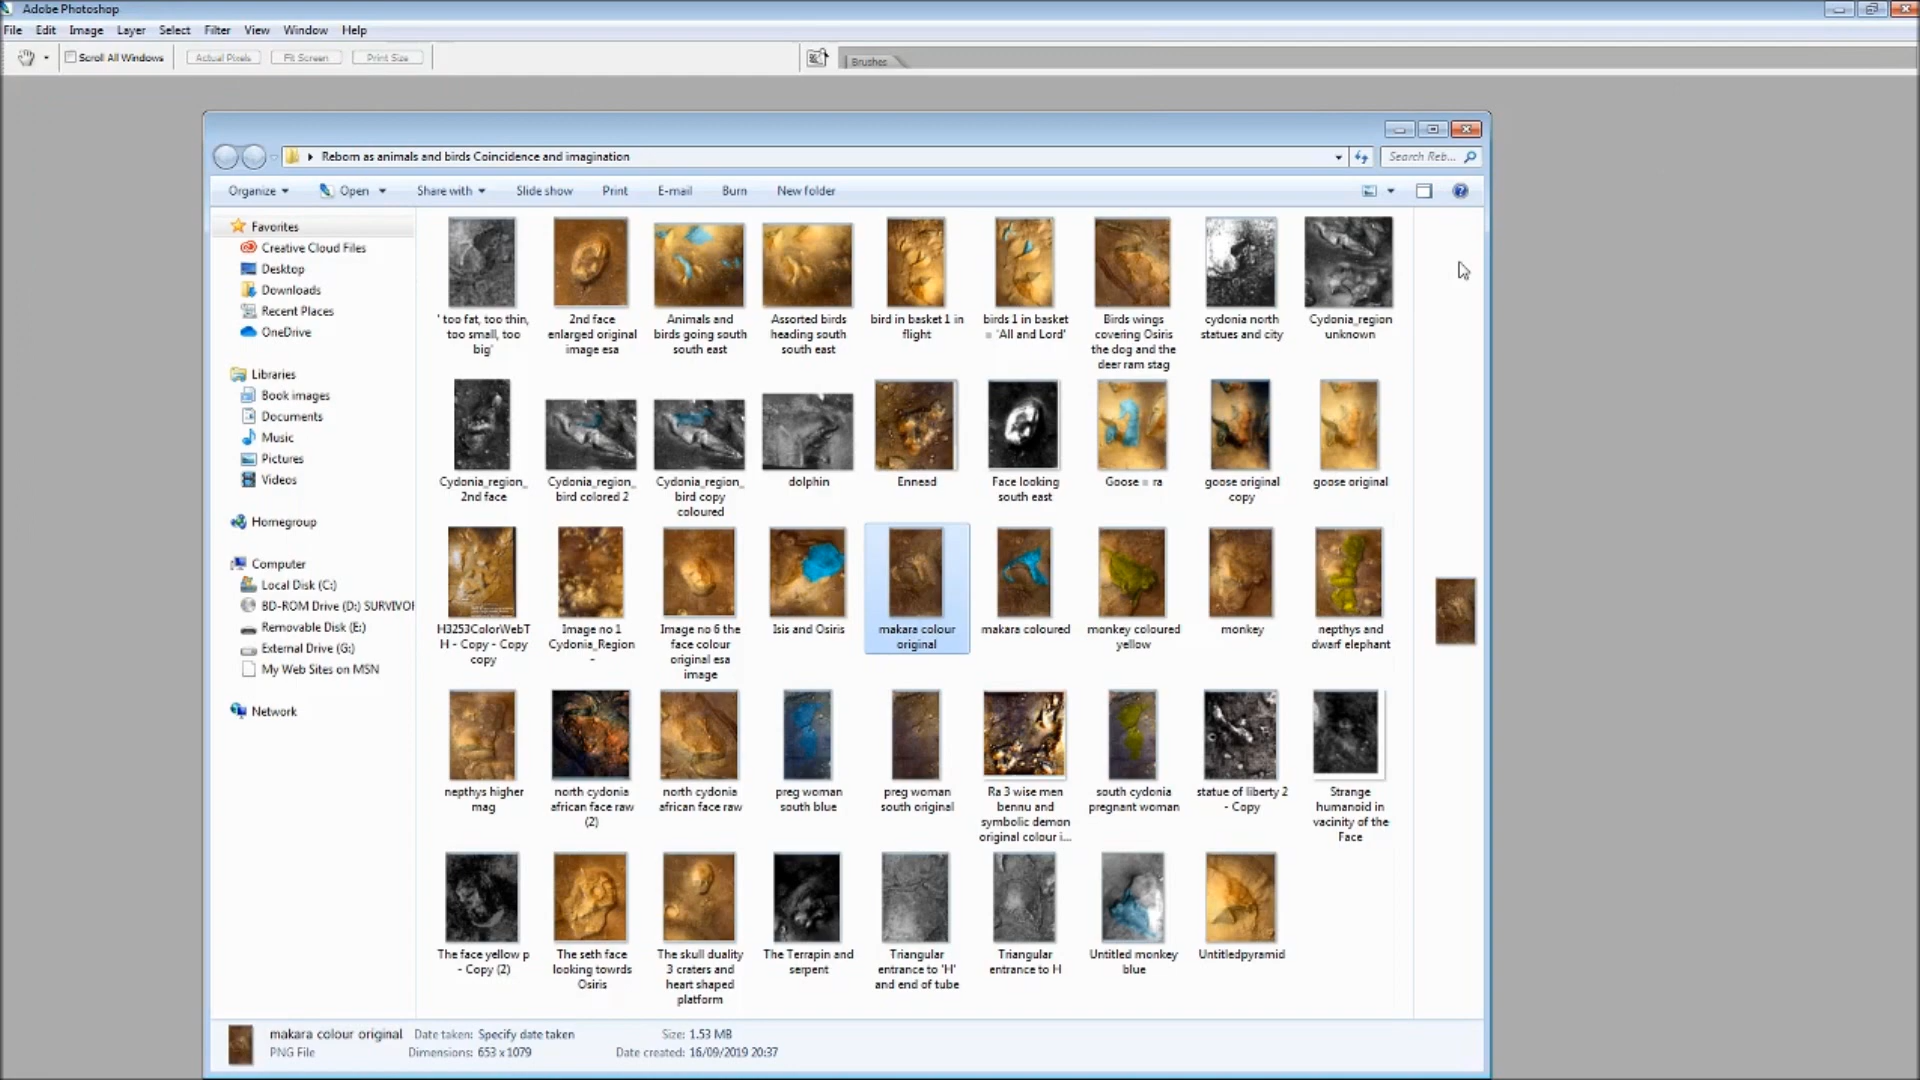 Adobe Photoshop
File Edit Image Layer Select Filter View Window Help
Scroll All Windows Actual Pixels Fit Screen Print Size Brushes
Reborn as animals and birds Coincidence and imagination Search Reb...
Organize Open Share with Slide show Print E-mail Burn New folder
Favorites
Creative Cloud Files
Desktop
Downloads
Recent Places
OneDrive
Libraries
Book images
Documents
Music
Pictures
Videos
Homegroup
Computer
Local Disk (C:)
BD-ROM Drive (D:) SURVIVOR
Removable Disk (E:)
External Drive (G:)
My Web Sites on MSN
Network
' too fat, too thin,
too small, too
big'
2nd face
enlarged original
image esa
Animals and
birds going south
south east
Assorted birds
heading south
south east
bird in basket 1 in
flight
birds 1 in basket
= 'All and Lord'
Birds wings
covering Osiris
the dog and the
deer ram stag
cydonia north
statues and city
Cydonia_region
unknown
Cydonia_region_
2nd face
Cydonia_region_
bird colored 2
Cydonia_region_
bird copy
coloured
dolphin
Ennead
Face looking
south east
Goose = ra
goose original
copy
goose original
H3253ColorWebT
H - Copy - Copy
copy
Image no 1
Cydonia_Region
-
Image no 6 the
face colour
original esa
image
Isis and Osiris
makara colour
original
makara coloured
monkey coloured
yellow
monkey
nepthys and
dwarf elephant
nepthys higher
mag
north cydonia
african face raw
(2)
north cydonia
african face raw
preg woman
south blue
preg woman
south original
Ra 3 wise men
bennu and
symbolic demon
original colour i...
south cydonia
pregnant woman
statue of liberty 2
- Copy
Strange
humanoid in
vacinity of the
Face
The face yellow p
- Copy (2)
The seth face
looking towrds
Osiris
The skull duality
3 craters and
heart shaped
platform
The Terrapin and
serpent
Triangular
entrance to 'H'
and end of tube
Triangular
entrance to H
Untitled monkey
blue
Untitledpyramid
makara colour original Date taken: Specify date taken Size: 1.53 MB
PNG File Dimensions: 653 x 1079 Date created: 16/09/2019 20:37